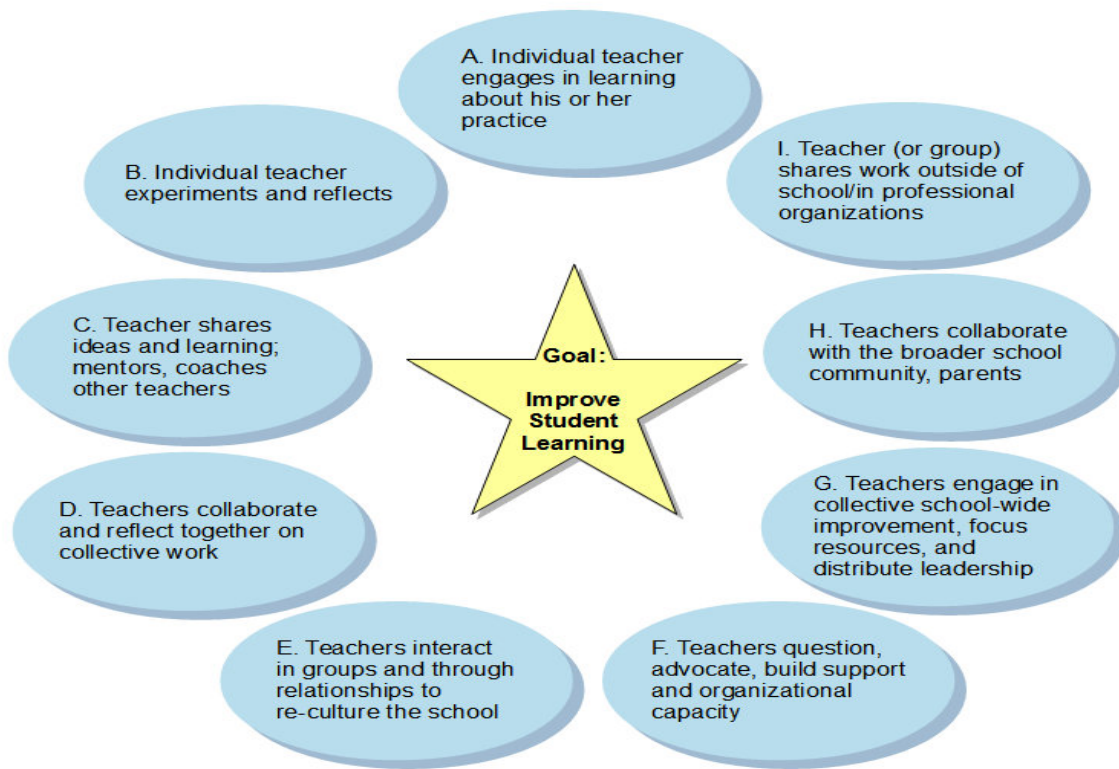 A. Individual teacher
engages in learning
about his or her
practice
B. Individual teacher
experiments and reflects
C. Teacher shares
ideas and learning;
mentors, coaches
other teachers
D. Teachers collaborate
and reflect together on
collective work
E. Teachers interact
in groups and through
relationships to
re-culture the school
F. Teachers question,
advocate, build support
and organizational
capacity
G. Teachers engage in
collective school-wide
improvement, focus
resources, and
distribute leadership
H. Teachers collaborate
with the broader school
community, parents
I. Teacher (or group)
shares work outside of
school/in professional
organizations
Goal:
Improve
Student
Learning